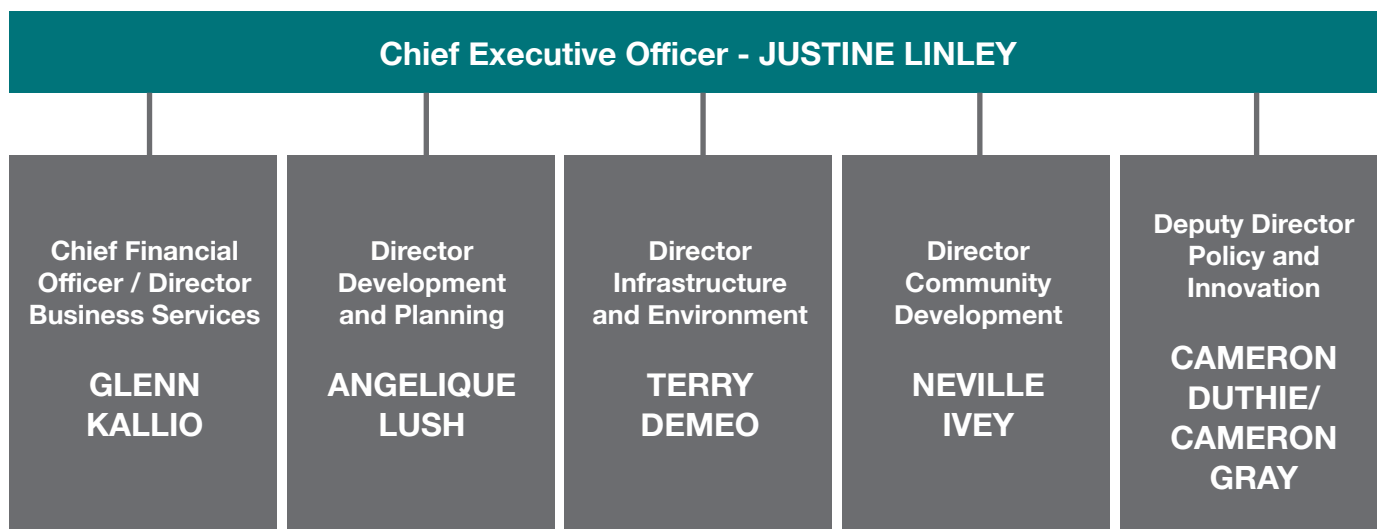 Chief Executive Officer - JUSTINE LINLEY
Chief Financial
Officer / Director
Business Services
GLENN
KALLIO
Director
Development
and Planning
ANGELIQUE
LUSH
Director
Infrastructure
and Environment
TERRY
DEMEO
Director
Community
Development
NEVILLE
IVEY
Deputy Director
Policy and
Innovation
CAMERON
DUTHIE/
CAMERON
GRAY